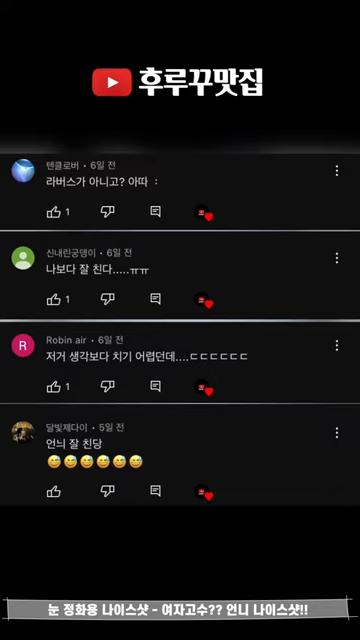 후루꾸맛집
텐클로버 • 6일 전
라버스가 아니고? 아따 :
1
신내린궁뎅이 • 6일 전
나보다 잘 친다.....ㅠㅠ
1
R
Robin air • 6일 전
저거 생각보다 치기 어렵던데....ㄷㄷㄷㄷㄷㄷ
1
달빛제다이 • 5일 전
언늬 잘 친당
😅😅😅😅😅😅
눈 정화용 나이스샷 - 여자고수?? 언니 나이스샷!!